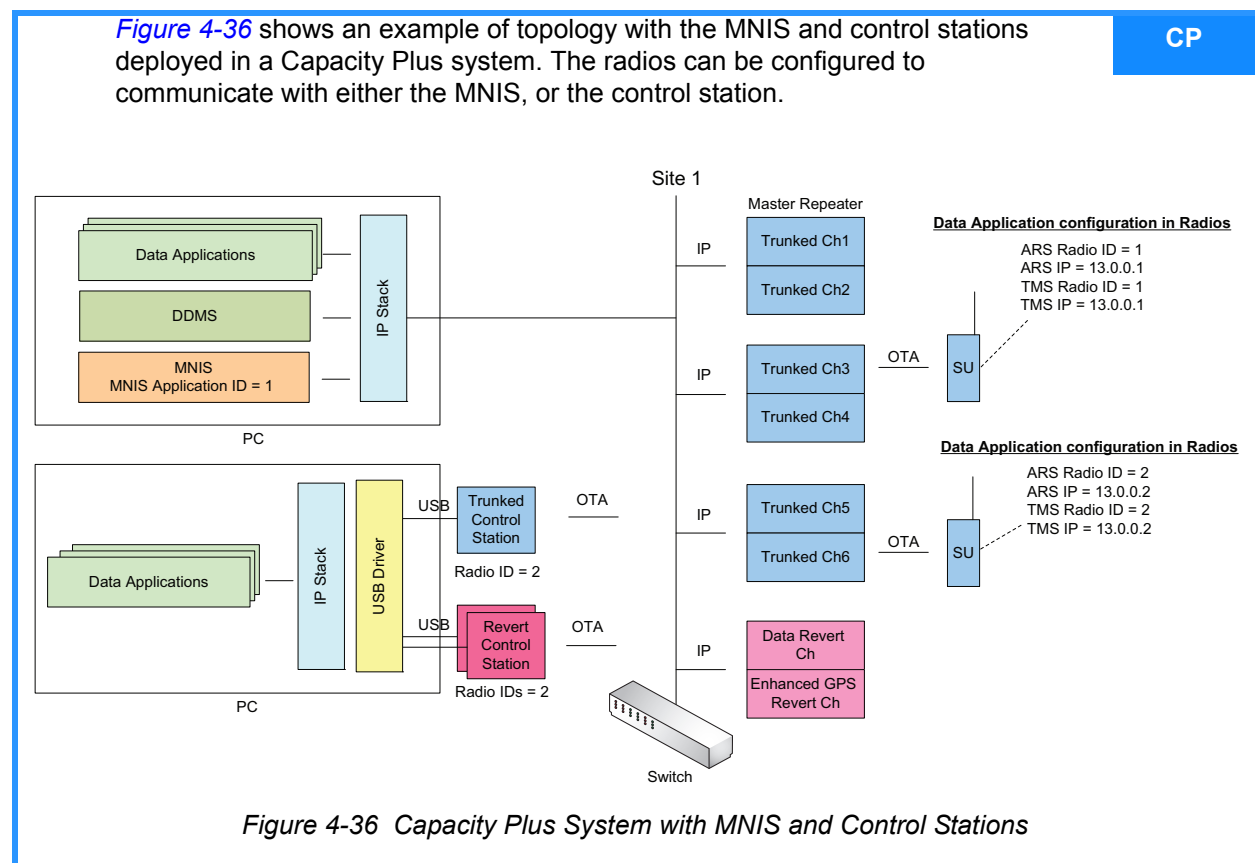 Figure 4-36 shows an example of topology with the MNIS and control stations
deployed in a Capacity Plus system. The radios can be configured to
communicate with either the MNIS, or the control station.
CP
Site 1
Data Applications
DDMS
MNIS
MNIS Application ID = 1
IP Stack
PC
Master Repeater
IP
Trunked Ch1
Trunked Ch2
IP
Trunked Ch3
Trunked Ch4
OTA
SU
Data Application configuration in Radios
ARS Radio ID = 1
ARS IP = 13.0.0.1
TMS Radio ID = 1
TMS IP = 13.0.0.1
Data Applications
IP Stack
USB Driver
PC
USB
Trunked
Control
Station
Radio ID = 2
OTA
USB
Revert
Control
Station
Radio IDs = 2
OTA
IP
Trunked Ch5
Trunked Ch6
OTA
SU
Data Application configuration in Radios
ARS Radio ID = 2
ARS IP = 13.0.0.2
TMS Radio ID = 2
TMS IP = 13.0.0.2
IP
Data Revert
Ch
Enhanced GPS
Revert Ch
Switch
Figure 4-36 Capacity Plus System with MNIS and Control Stations